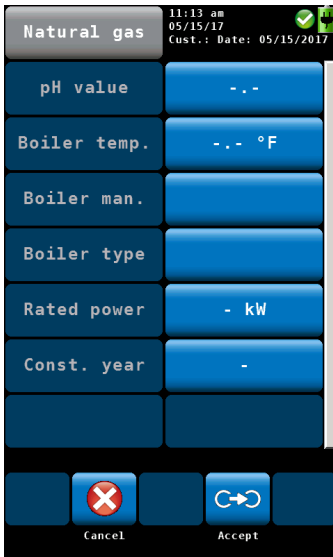 Natural gas
11:13 am
05/15/17
Cust.: Date: 05/15/2017
pH value -.-
Boiler temp. -.- °F
Boiler man.
Boiler type
Rated power - kW
Const. year -
Cancel Accept